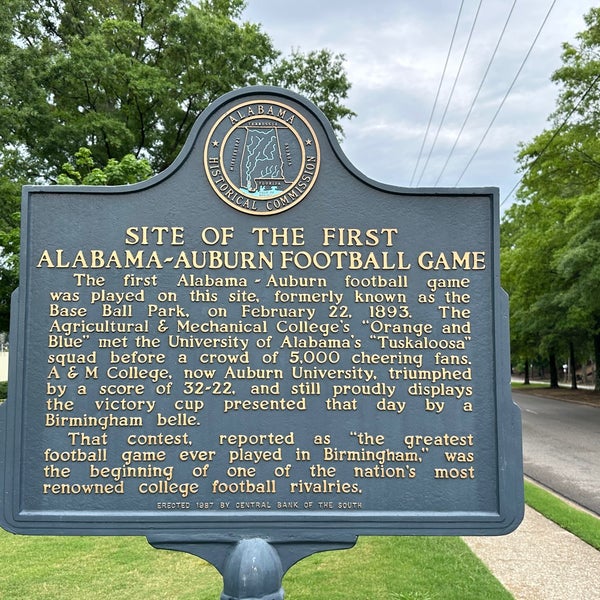 ALABAMA
HISTORICAL COMMISSION
TENNESSEE
FLORIDA
SITE OF THE FIRST
ALABAMA-AUBURN FOOTBALL GAME
The first Alabama-Auburn football game
was played on this site, formerly known as the
Base Ball Park, on February 22, 1893. The
Agricultural & Mechanical College's "Orange and
Blue" met the University of Alabama's "Tuskaloosa"
squad before a crowd of 5,000 cheering fans.
A & M College, now Auburn University, triumphed
by a score of 32-22, and still proudly displays
the victory cup presented that day by a
Birmingham belle.
That contest, reported as "the greatest
football game ever played in Birmingham," was
the beginning of one of the nation's most
renowned college football rivalries.
ERECTED 1987 BY CENTRAL BANK OF THE SOUTH